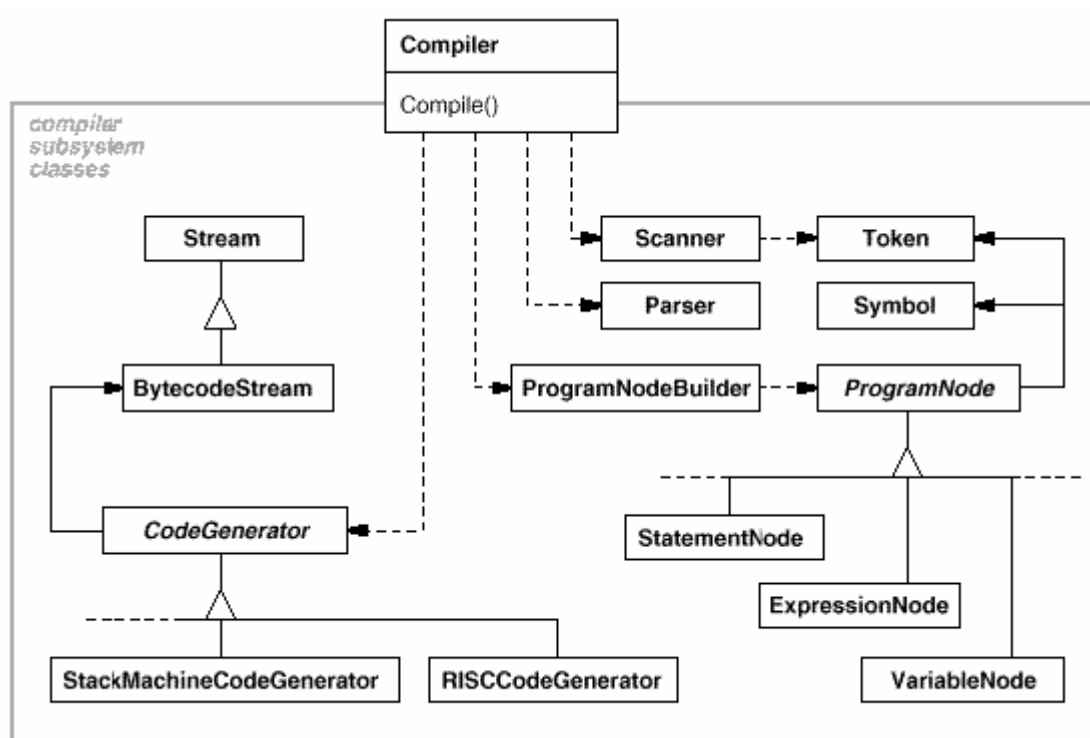 Compiler
Compile()
compiler
subsystem
classes
Stream
Scanner
Token
Parser
Symbol
BytecodeStream
ProgramNodeBuilder
ProgramNode
CodeGenerator
StatementNode
ExpressionNode
StackMachineCodeGenerator
RISCCodeGenerator
VariableNode